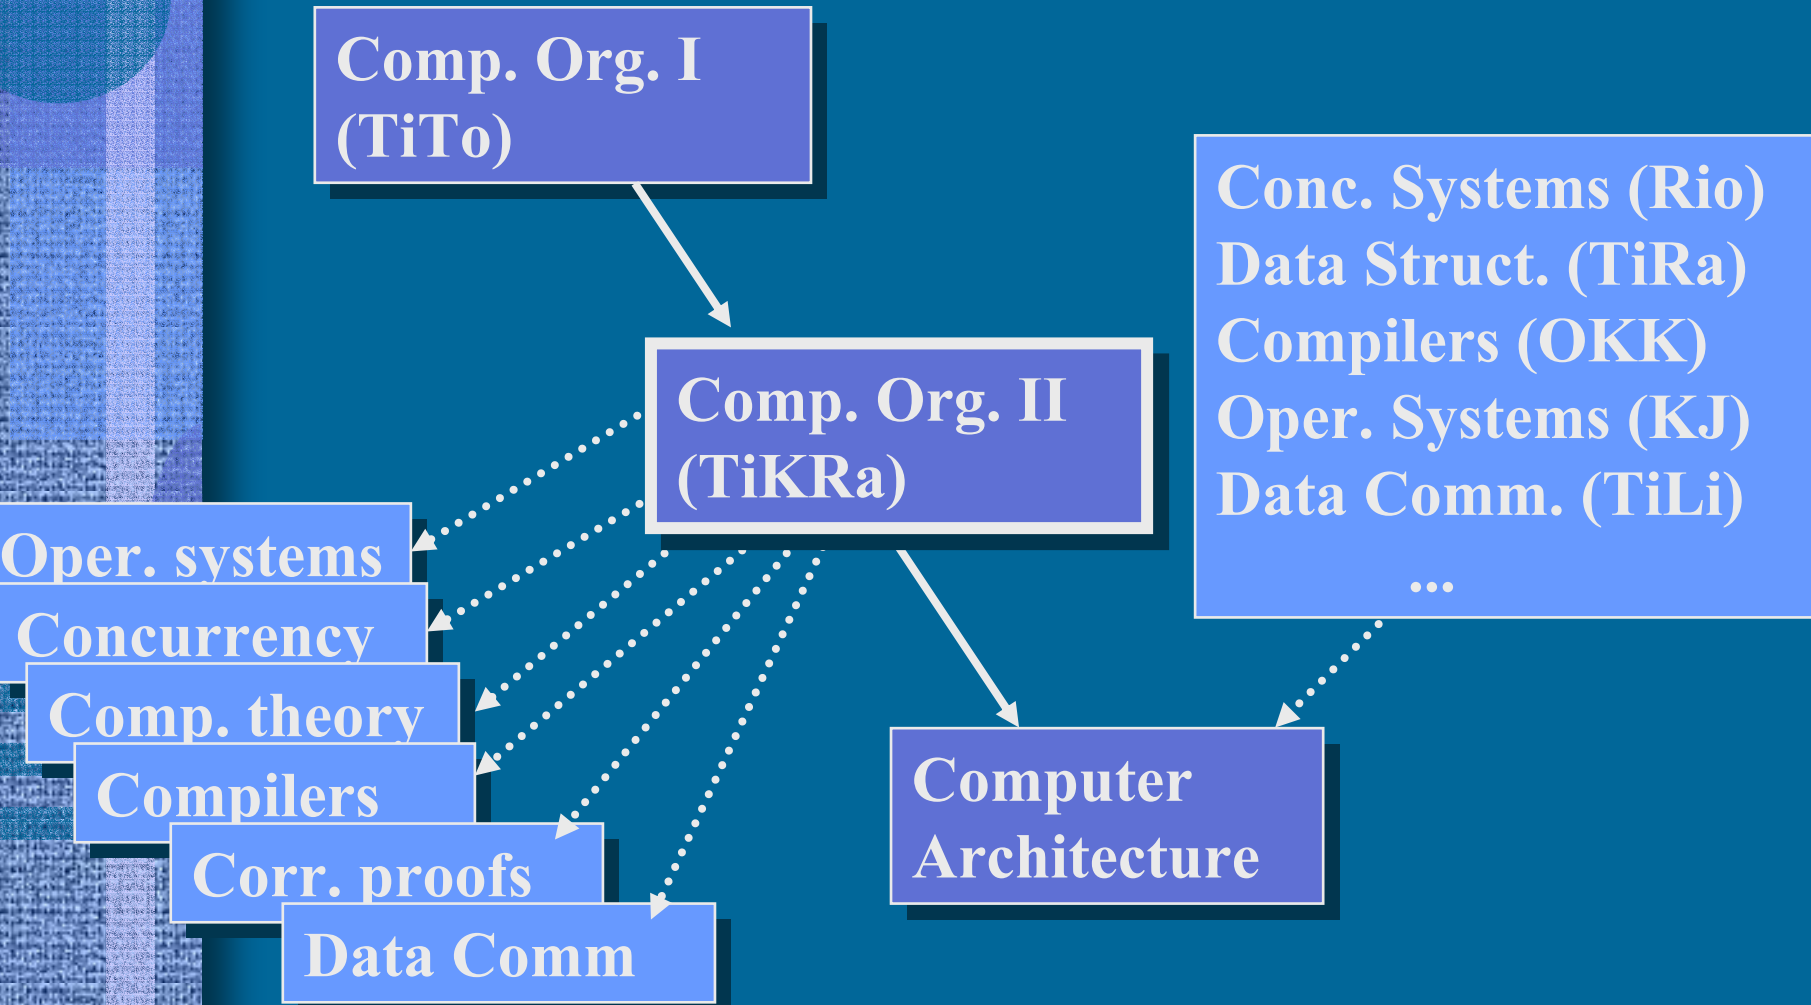 Comp. Org. I
(TiTo)
Conc. Systems (Rio)
Data Struct. (TiRa)
Compilers (OKK)
Oper. Systems (KJ)
Data Comm. (TiLi)
...
Comp. Org. II
(TiKRa)
Oper. systems
Concurrency
Comp. theory
Compilers
Corr. proofs
Data Comm
Computer
Architecture